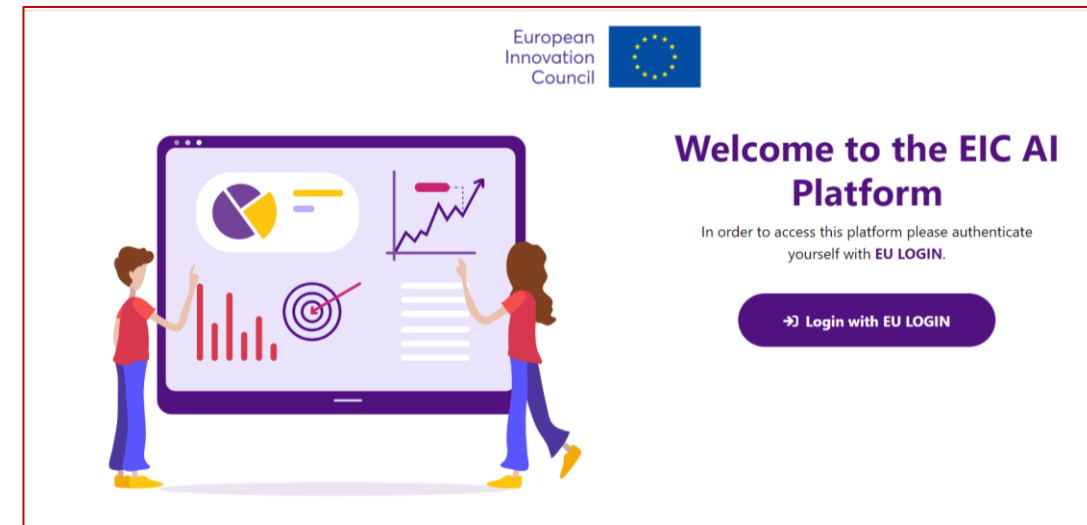 European
Innovation
Council
Welcome to the EIC AI
Platform
In order to access this platform please authenticate
yourself with EU LOGIN.
Login with EU LOGIN